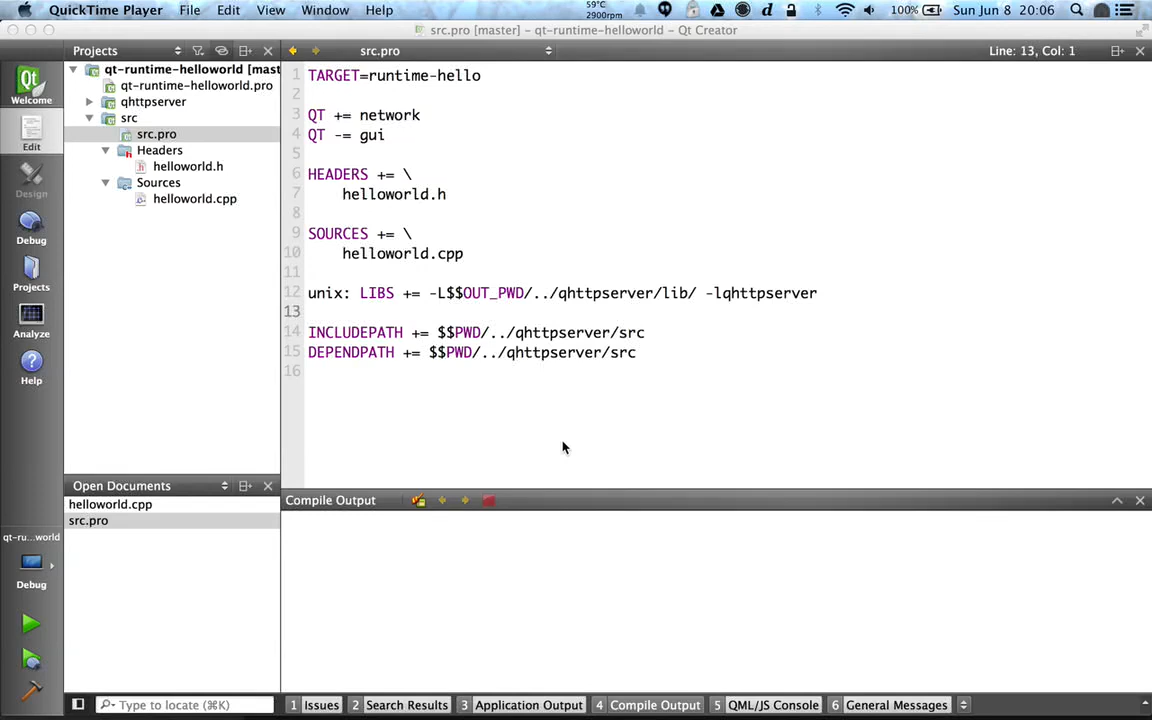 QuickTime Player File Edit View Window Help 59°C 2900rpm 100% Sun Jun 8 20:06
src.pro [master] - qt-runtime-helloworld - Qt Creator
Projects
src.pro
Line: 13, Col: 1
Qt
Welcome
Edit
Design
Debug
Projects
Analyze
Help
qt-ru...world
Debug
qt-runtime-helloworld [mast
qt-runtime-helloworld.pro
qhttpserver
src
src.pro
Headers
helloworld.h
Sources
helloworld.cpp
Open Documents
helloworld.cpp
src.pro
1 TARGET=runtime-hello
2
3 QT += network
4 QT -= gui
5
6 HEADERS += \
7 helloworld.h
8
9 SOURCES += \
10 helloworld.cpp
11
12 unix: LIBS += -L$$OUT_PWD/../qhttpserver/lib/ -lqhttpserver
13
14 INCLUDEPATH += $$PWD/../qhttpserver/src
15 DEPENDPATH += $$PWD/../qhttpserver/src
16
Compile Output
Type to locate (⌘K)
1 Issues 2 Search Results 3 Application Output 4 Compile Output 5 QML/JS Console 6 General Messages